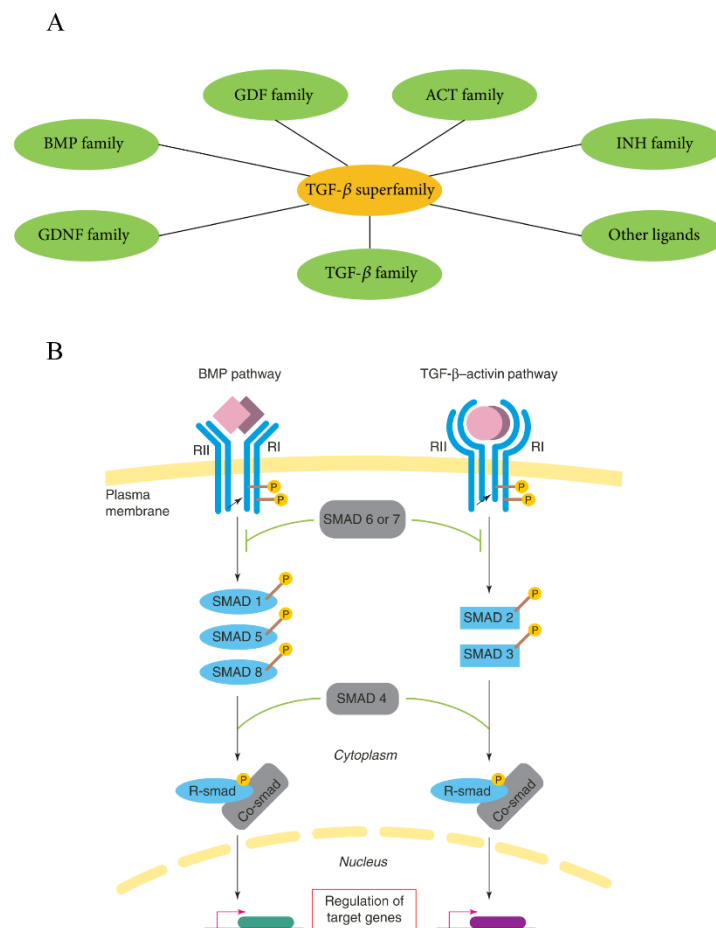 A
GDF family
ACT family
BMP family
INH family
TGF-β superfamily
GDNF family
Other ligands
TGF-β family
B
BMP pathway
TGF-β–activin pathway
RII
RI
RII
RI
P
P
P
P
Plasma
membrane
SMAD 6 or 7
P
SMAD 1
P
SMAD 2
P
SMAD 5
P
SMAD 3
P
SMAD 8
SMAD 4
Cytoplasm
P
R-smad
Co-smad
P
R-smad
Co-smad
Nucleus
Regulation of
target genes